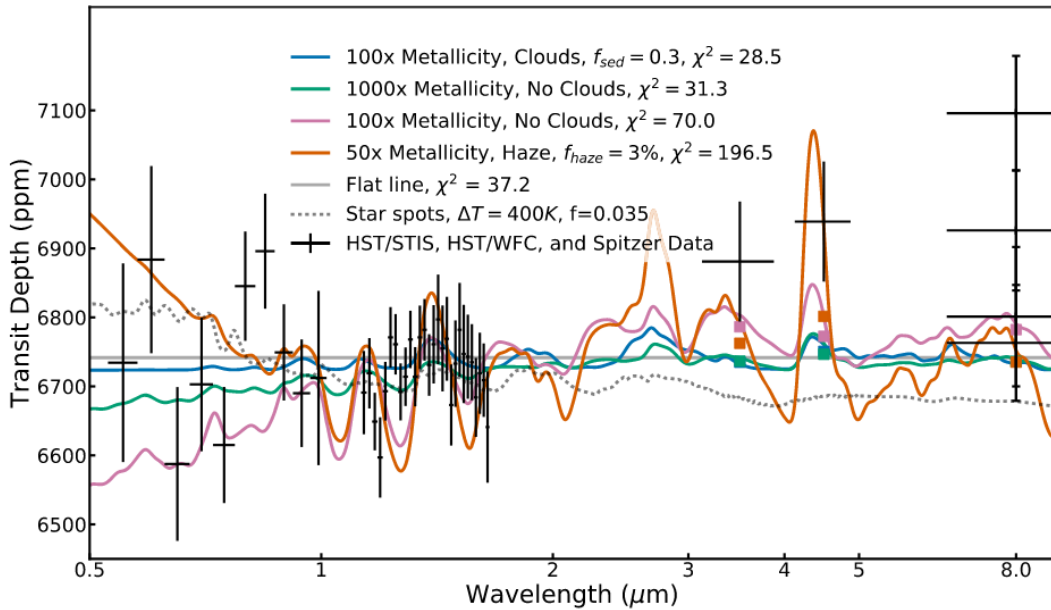 100x Metallicity, Clouds, f_sed = 0.3, χ² = 28.5
1000x Metallicity, No Clouds, χ² = 31.3
100x Metallicity, No Clouds, χ² = 70.0
50x Metallicity, Haze, f_haze = 3%, χ² = 196.5
Flat line, χ² = 37.2
Star spots, ΔT = 400K, f=0.035
HST/STIS, HST/WFC, and Spitzer Data
Transit Depth (ppm)
7100
7000
6900
6800
6700
6600
6500
0.5
1
2
3
4
5
8.0
Wavelength (μm)